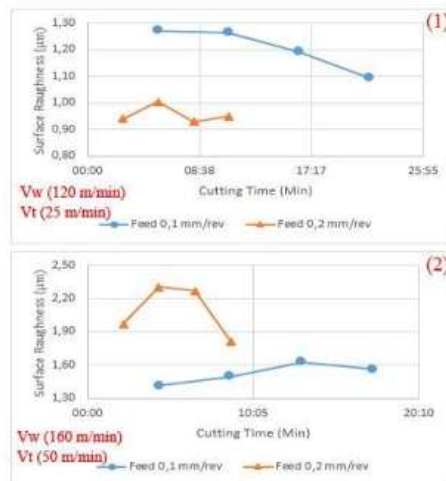 (1)
1,30
1,20
1,10
1,00
0,90
0,80
Surface Raughness (µm)
00:00 08:38 17:17 25:55
Vw (120 m/min) Cutting Time (Min)
Vt (25 m/min)
Feed 0,1 mm/rev Feed 0,2 mm/rev
(2)
2,50
2,20
1,90
1,60
1,30
Surface Raughness (µm)
00:00 10:05 20:10
Vw (160 m/min) Cutting Time (Min)
Vt (50 m/min)
Feed 0,1 mm/rev Feed 0,2 mm/rev